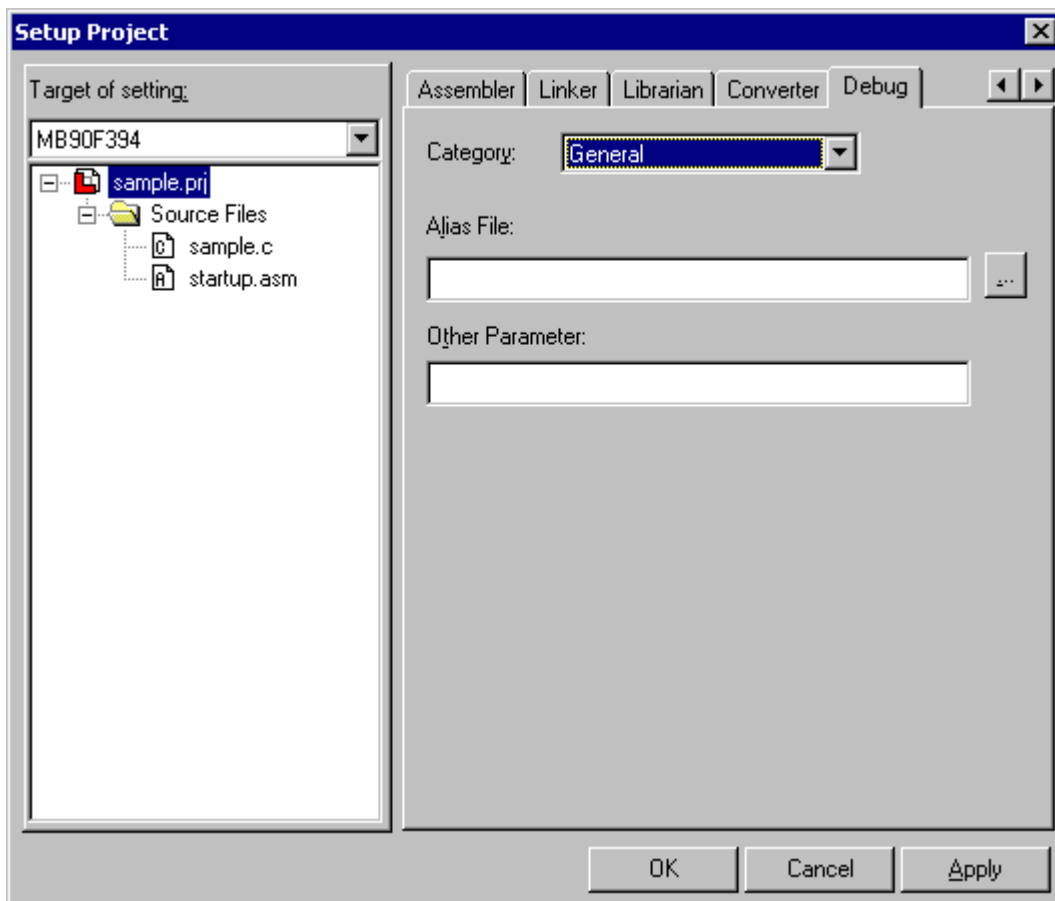 Setup Project
Target of setting:
MB90F394
sample.prj
Source Files
sample.c
startup.asm
Assembler Linker Librarian Converter Debug
Category: General
Alias File:
...
Other Parameter:
OK Cancel Apply